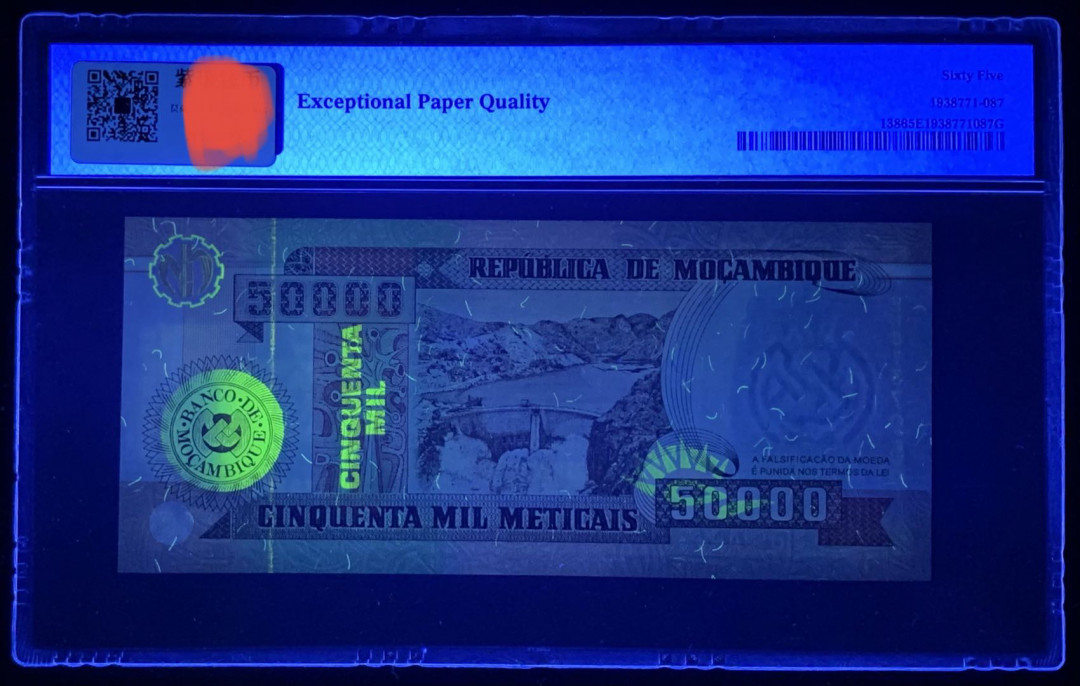 Exceptional Paper Quality
Sixty Five
1938771-087
13885E1938771087G
REPÚBLICA DE MOÇAMBIQUE
50000
CINQUENTA
MIL
BANCO·DE·
MOÇAMBIQUE
A FALSIFICAÇÃO DA MOEDA
É PUNIDA NOS TERMOS DA LEI
50000
CINQUENTA MIL METICAIS